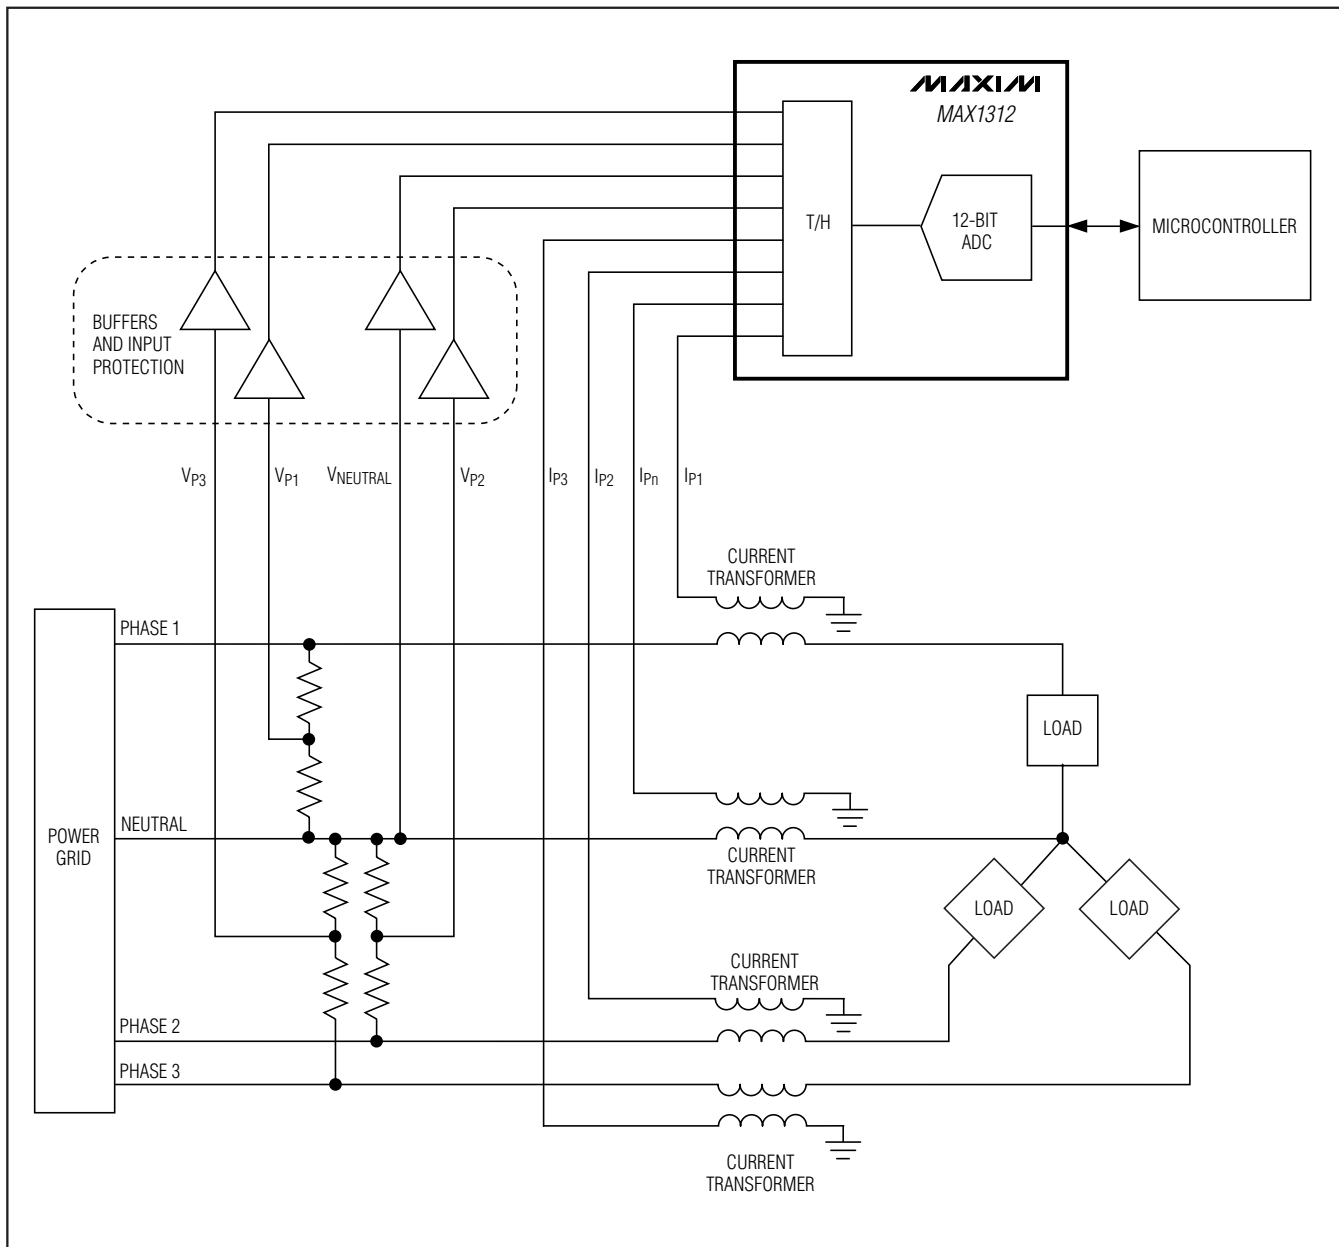 MAXIM
MAX1312
T/H
12-BIT
ADC
MICROCONTROLLER
BUFFERS
AND INPUT
PROTECTION
VP3
VP1
VNEUTRAL
VP2
IP3
IP2
IPn
IP1
CURRENT
TRANSFORMER
PHASE 1
LOAD
NEUTRAL
POWER
GRID
CURRENT
TRANSFORMER
LOAD
LOAD
CURRENT
TRANSFORMER
PHASE 2
PHASE 3
CURRENT
TRANSFORMER